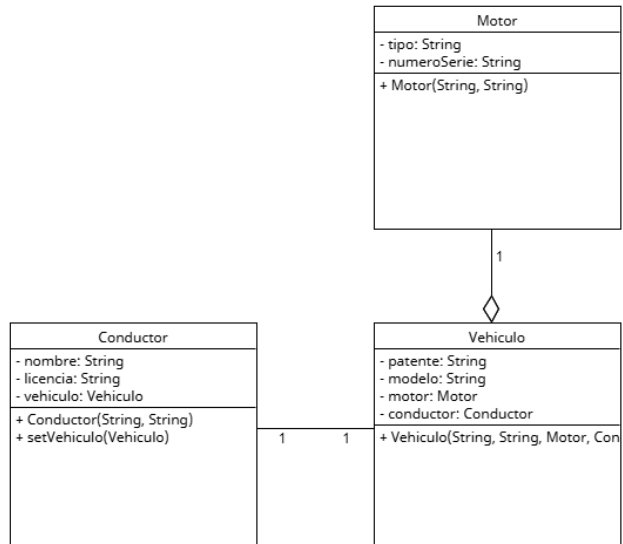 Motor
- tipo: String
- numeroSerie: String
+ Motor(String, String)
1
Conductor
- nombre: String
- licencia: String
- vehiculo: Vehiculo
+ Conductor(String, String)
+ setVehiculo(Vehiculo)
1 1
Vehiculo
- patente: String
- modelo: String
- motor: Motor
- conductor: Conductor
+ Vehiculo(String, String, Motor, Con